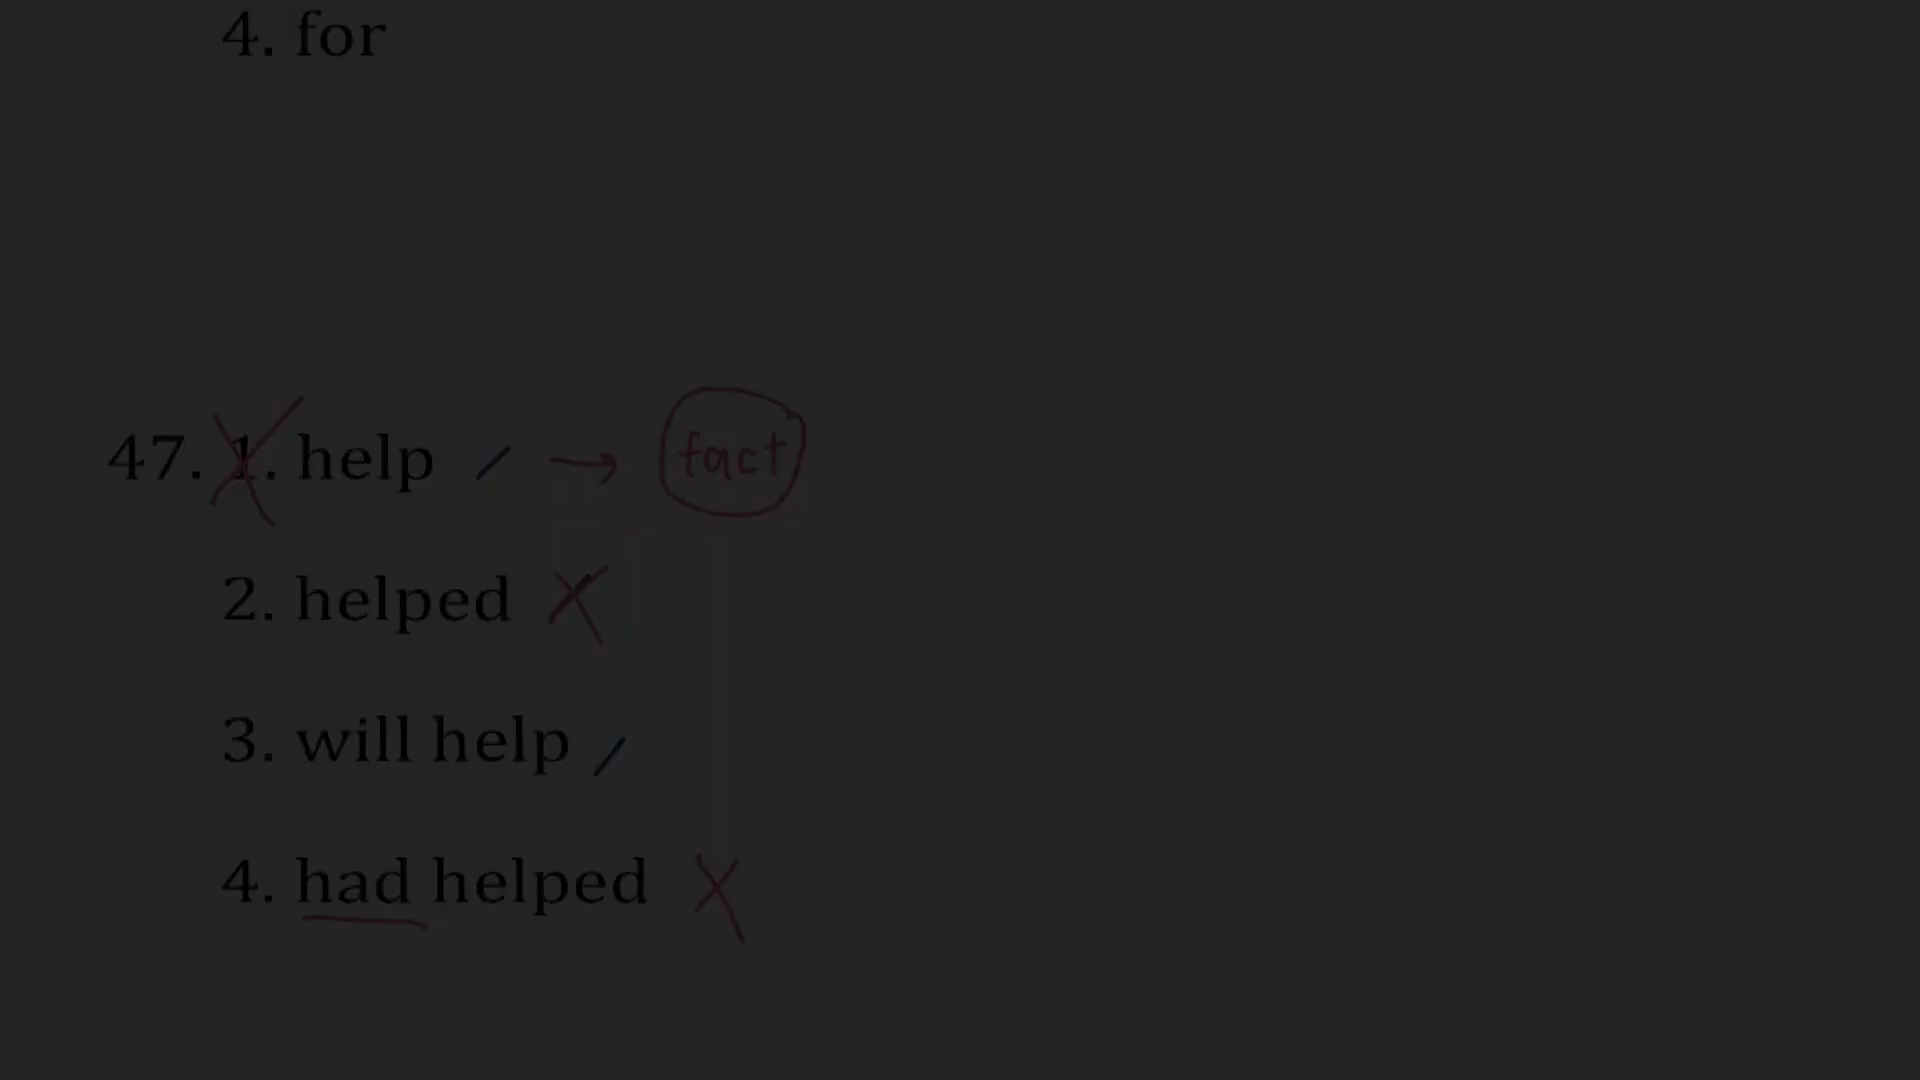 4. for
47. 1. help → fact
2. helped
3. will help
4. had helped